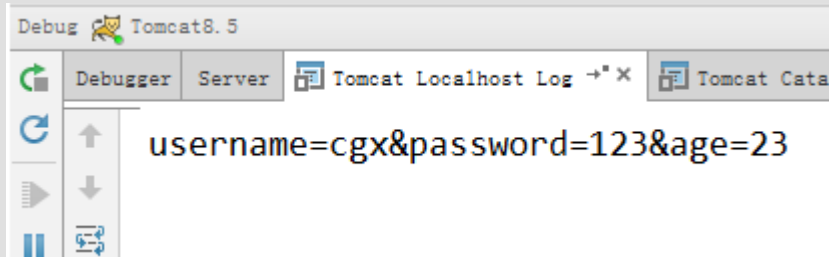 Debug Tomcat8.5
Debugger Server Tomcat Localhost Log Tomcat Cata
username=cgx&password=123&age=23